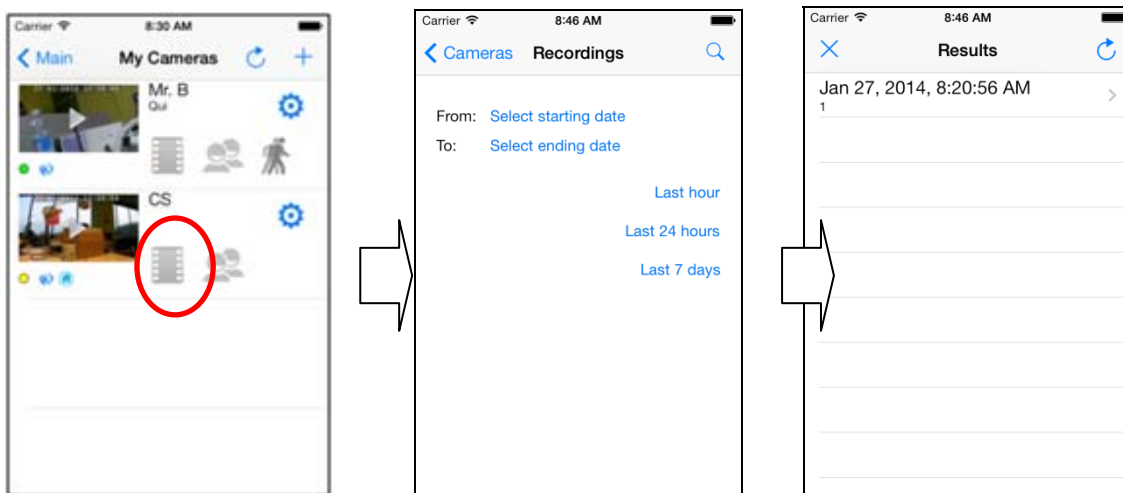 Carrier 8:30 AM
Main My Cameras
Mr. B
Qui
CS
Carrier 8:46 AM
Cameras Recordings
From: Select starting date
To: Select ending date
Last hour
Last 24 hours
Last 7 days
Carrier 8:46 AM
Results
Jan 27, 2014, 8:20:56 AM
1